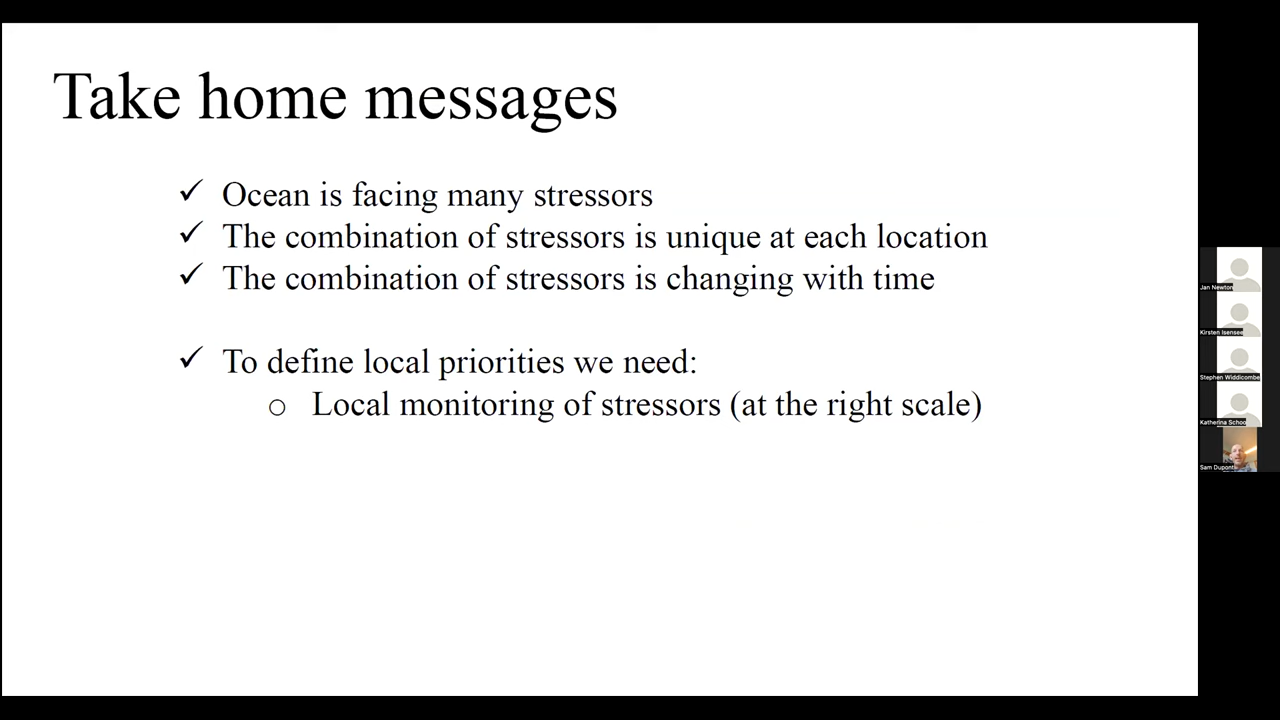 Take home messages
✓ Ocean is facing many stressors
✓ The combination of stressors is unique at each location
✓ The combination of stressors is changing with time
✓ To define local priorities we need:
o Local monitoring of stressors (at the right scale)
Jan Newton
Kirsten Isensee
Stephen Widdicombe
Katherina Schoo
Sam Dupont